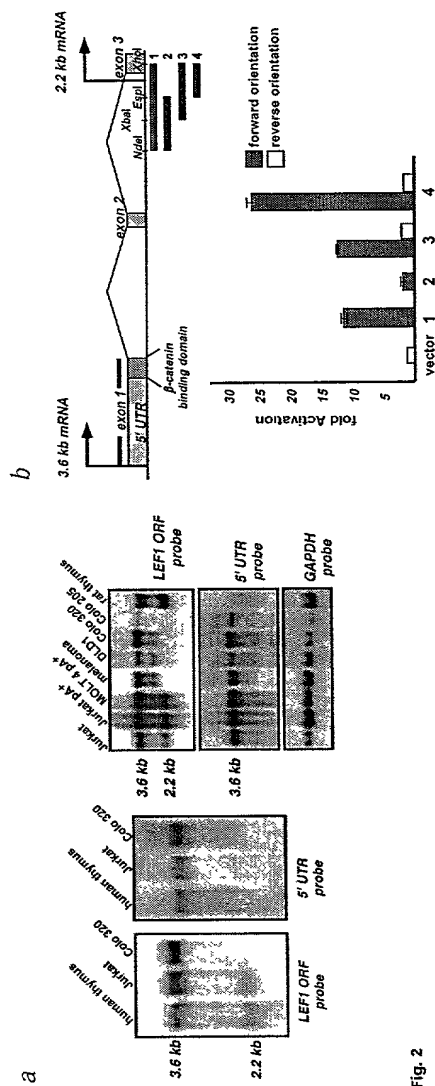 a
human thymus
Jurkat
Colo 320
3.6 kb
2.2 kb
LEF1 ORF
probe
human thymus
Jurkat
Colo 320
5' UTR
probe
Jurkat
Jurkat pA+
MOLT 4 pA+
melanoma
DLD1
Colo 320
Colo 205
rat thymus
3.6 kb
2.2 kb
LEF1 ORF
probe
3.6 kb
5' UTR
probe
GAPDH
probe
b
3.6 kb mRNA
2.2 kb mRNA
exon 1
exon 2
exon 3
5' UTR
β-catenin
binding domain
NdeI
XbaI
EspI
XhoI
1
2
3
4
fold Activation
30
25
20
15
10
5
forward orientation
reverse orientation
vector
1
2
3
4
Fig. 2